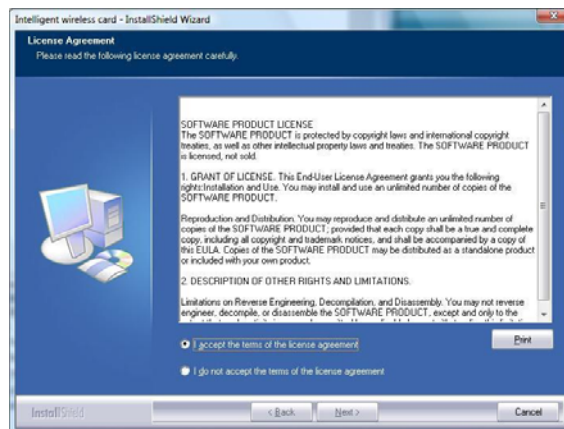 Intelligent wireless card - InstallShield Wizard
License Agreement
Please read the following license agreement carefully.
SOFTWARE PRODUCT LICENSE
The SOFTWARE PRODUCT is protected by copyright laws and international copyright
treaties, as well as other intellectual property laws and treaties. The SOFTWARE PRODUCT
is licensed, not sold.
1. GRANT OF LICENSE. This End-User License Agreement grants you the following
rights:Installation and Use. You may install and use an unlimited number of copies of the
SOFTWARE PRODUCT.
Reproduction and Distribution. You may reproduce and distribute an unlimited number of
copies of the SOFTWARE PRODUCT; provided that each copy shall be a true and complete
copy, including all copyright and trademark notices, and shall be accompanied by a copy of
this EULA. Copies of the SOFTWARE PRODUCT may be distributed as a standalone product
or included with your own product.
2. DESCRIPTION OF OTHER RIGHTS AND LIMITATIONS.
Limitations on Reverse Engineering, Decompilation, and Disassembly. You may not reverse
engineer, decompile, or disassemble the SOFTWARE PRODUCT, except and only to the
I accept the terms of the license agreement
Print
I do not accept the terms of the license agreement
InstallShield
< Back
Next >
Cancel